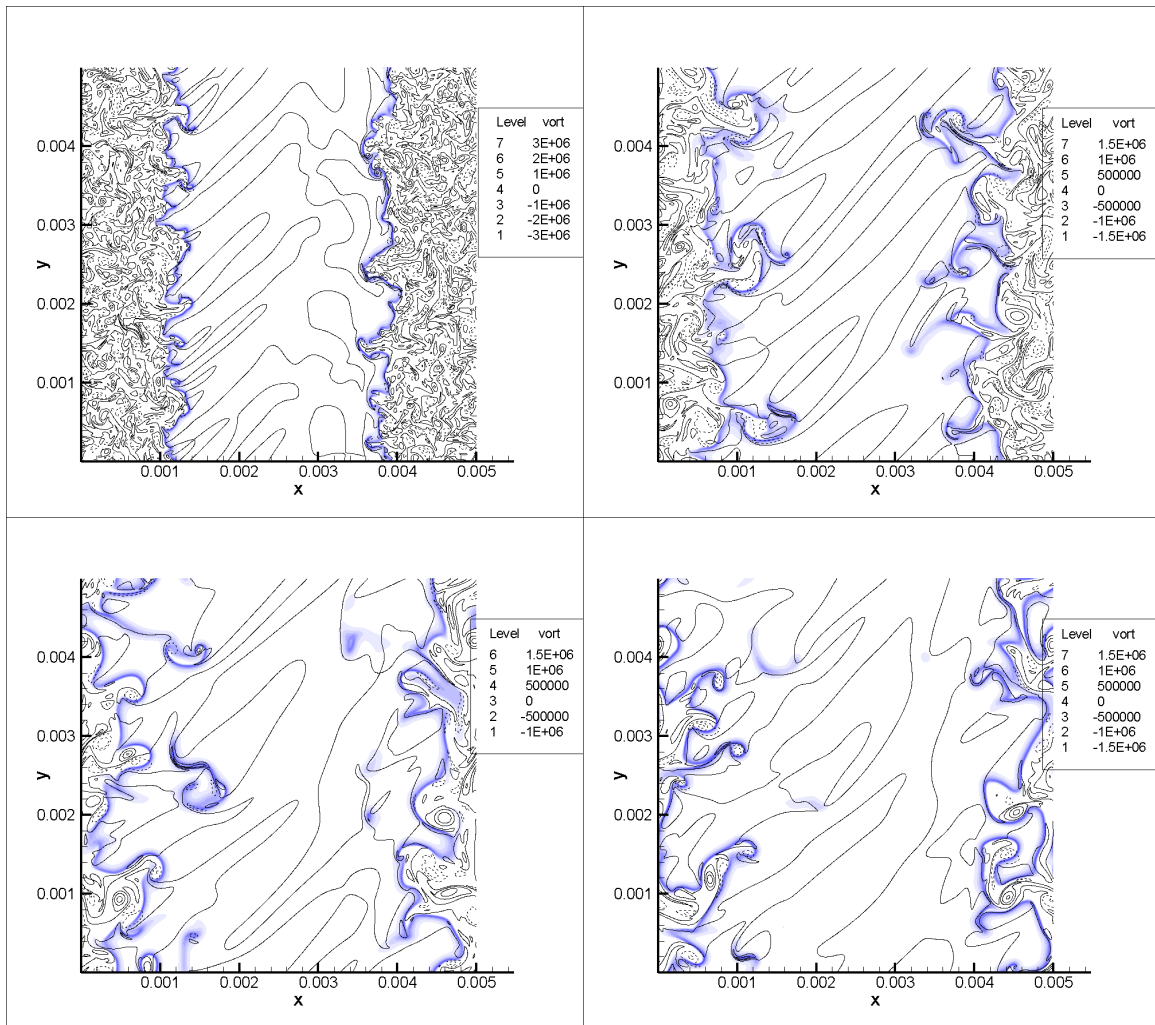 Level vort
7 3E+06
6 2E+06
5 1E+06
4 0
3 -1E+06
2 -2E+06
1 -3E+06
0.004
0.003
0.002
0.001
y
0.001 0.002 0.003 0.004 0.005
x
Level vort
7 1.5E+06
6 1E+06
5 500000
4 0
3 -500000
2 -1E+06
1 -1.5E+06
0.004
0.003
0.002
0.001
y
0.001 0.002 0.003 0.004 0.005
x
Level vort
6 1.5E+06
5 1E+06
4 500000
3 0
2 -500000
1 -1E+06
0.004
0.003
0.002
0.001
y
0.001 0.002 0.003 0.004 0.005
x
Level vort
7 1.5E+06
6 1E+06
5 500000
4 0
3 -500000
2 -1E+06
1 -1.5E+06
0.004
0.003
0.002
0.001
y
0.001 0.002 0.003 0.004 0.005
x